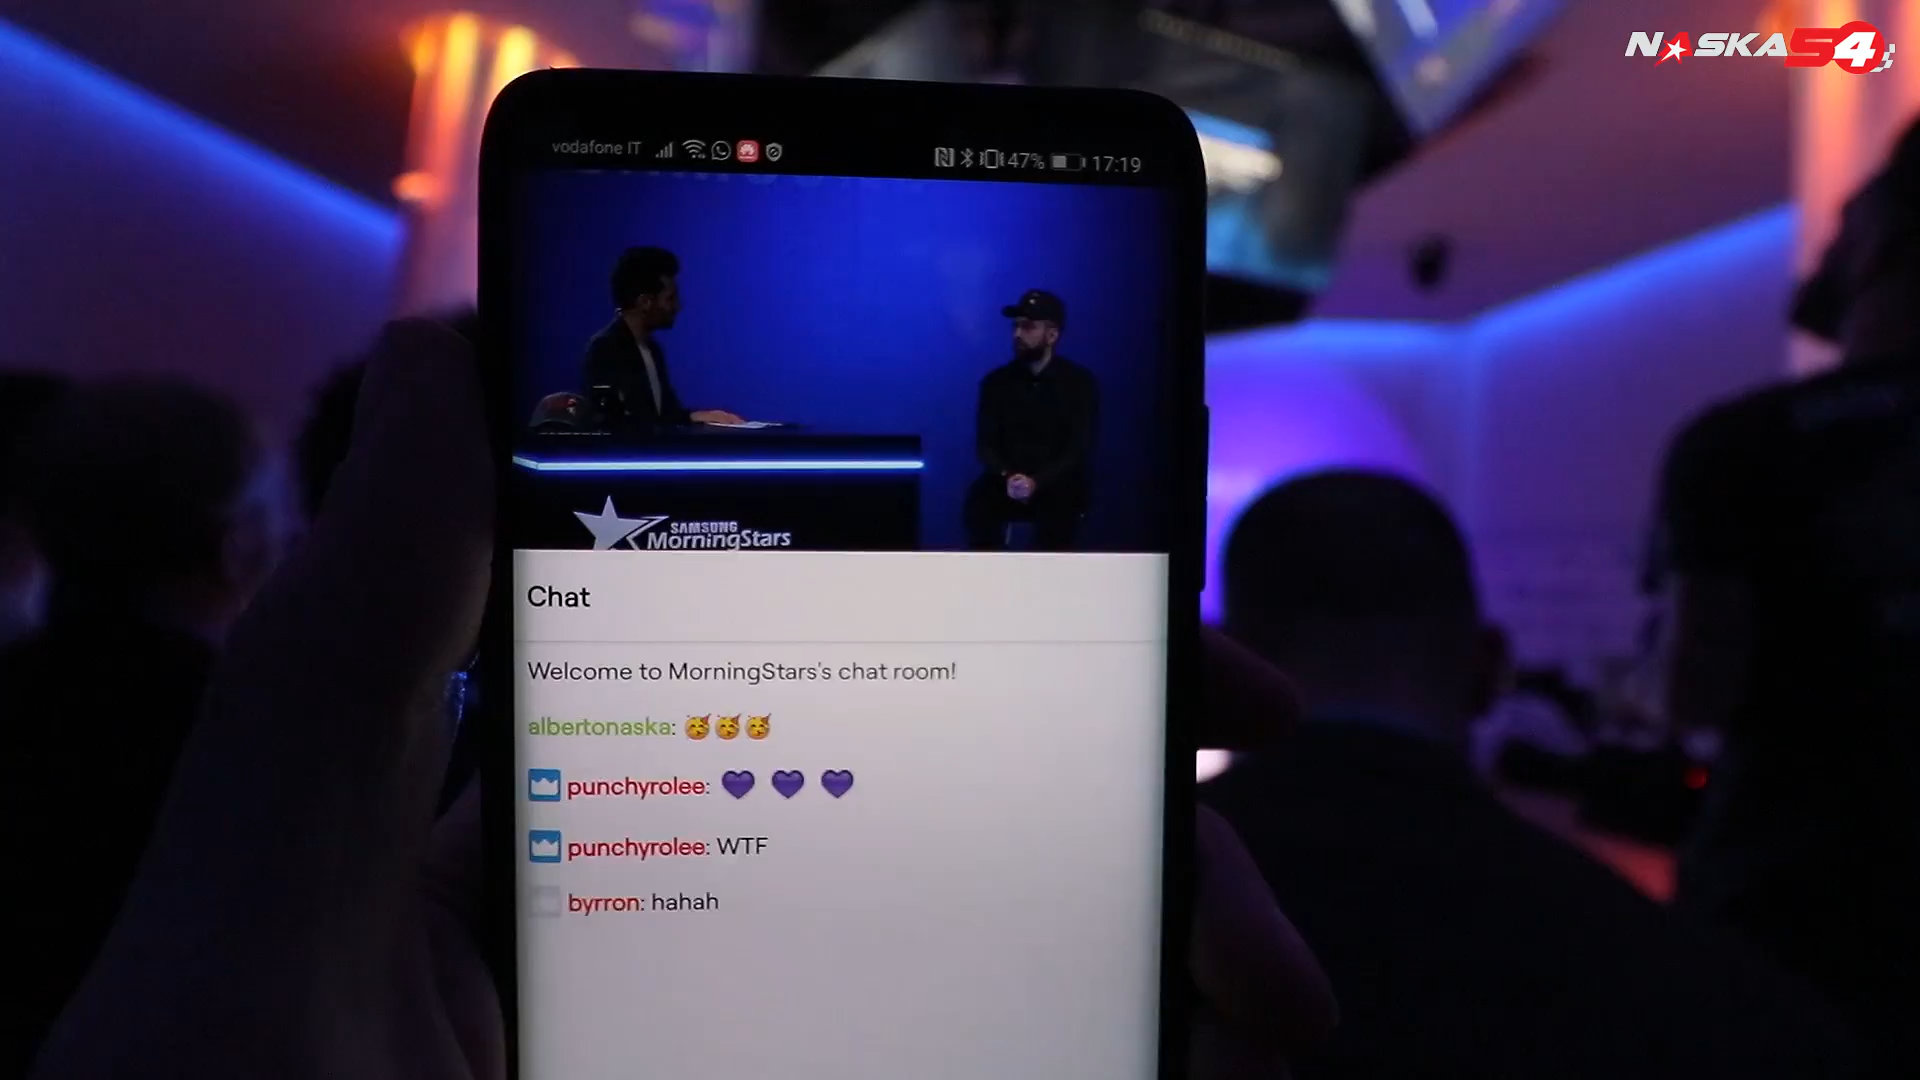 NASKA54
vodafone IT
47% 17:19
SAMSUNG
MorningStars
Chat
Welcome to MorningStars's chat room!
albertonaska: 🥳🥳🥳
punchyrolee: 💜 💜 💜
punchyrolee: WTF
byrron: hahah